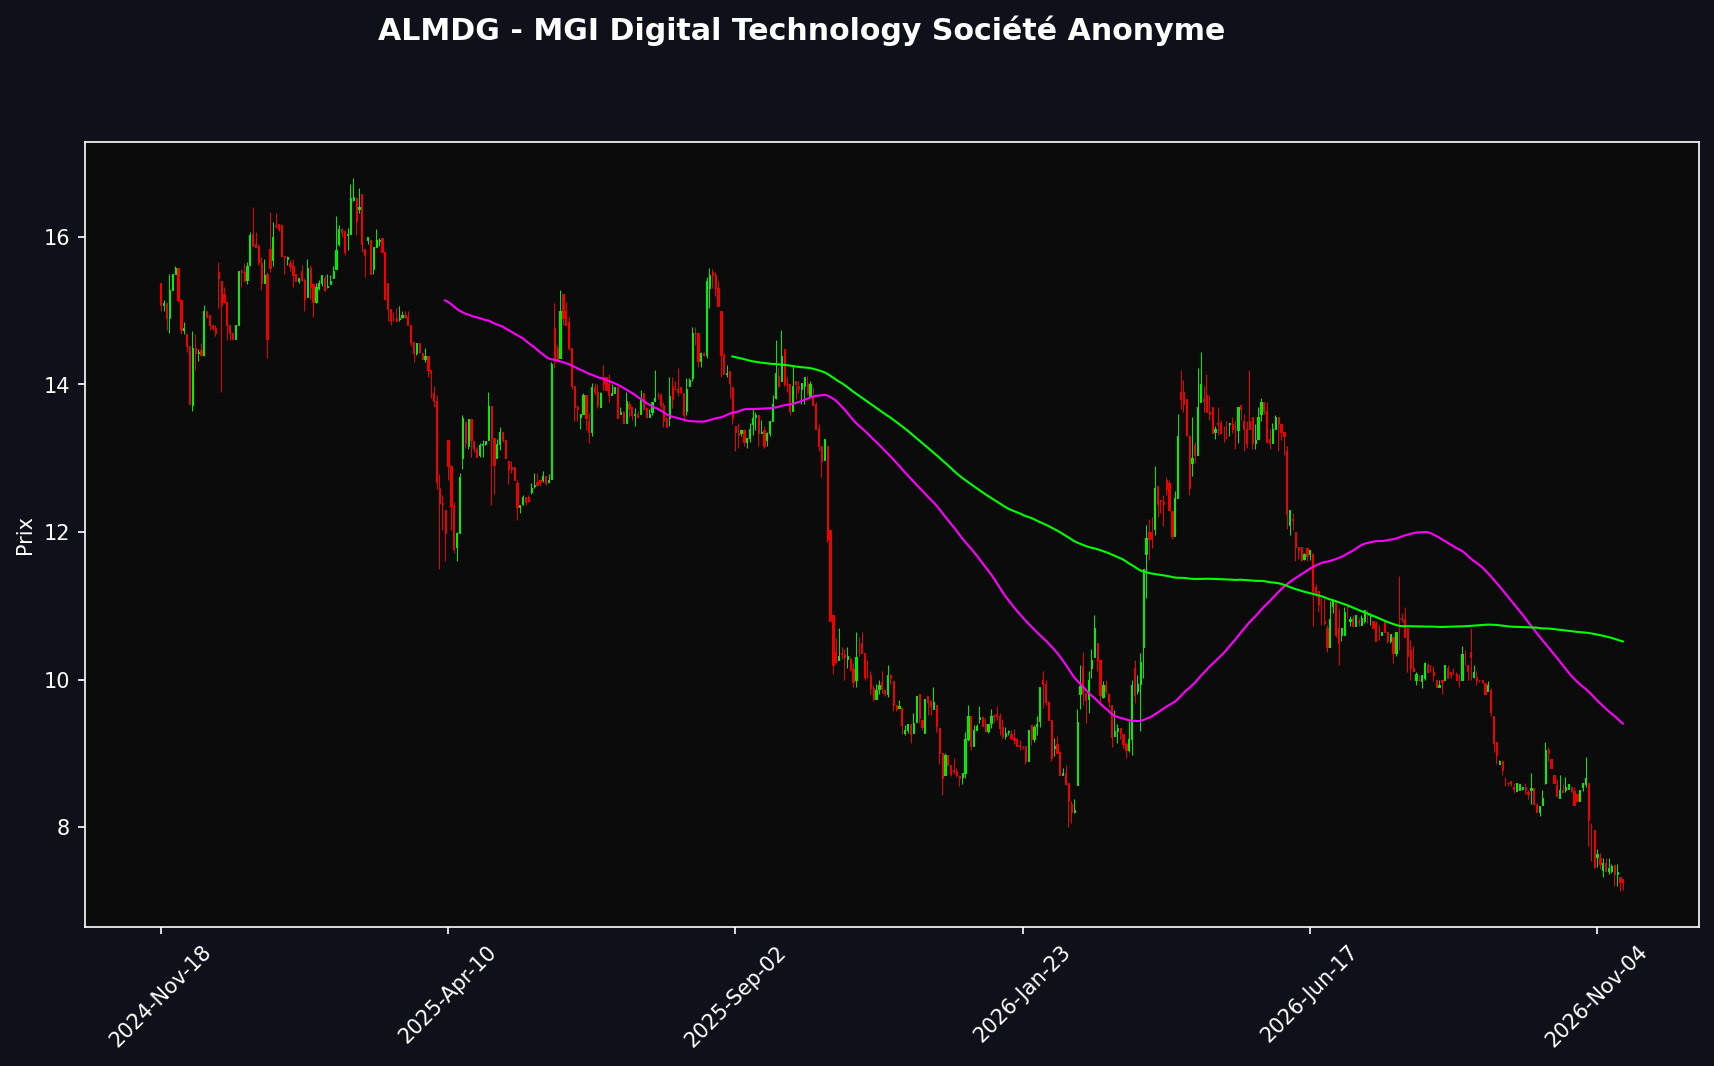 ALMDG - MGI Digital Technology Société Anonyme
Prix
16
14
12
10
8
2024-Nov-18
2025-Apr-10
2025-Sep-02
2026-Jan-23
2026-Jun-17
2026-Nov-04